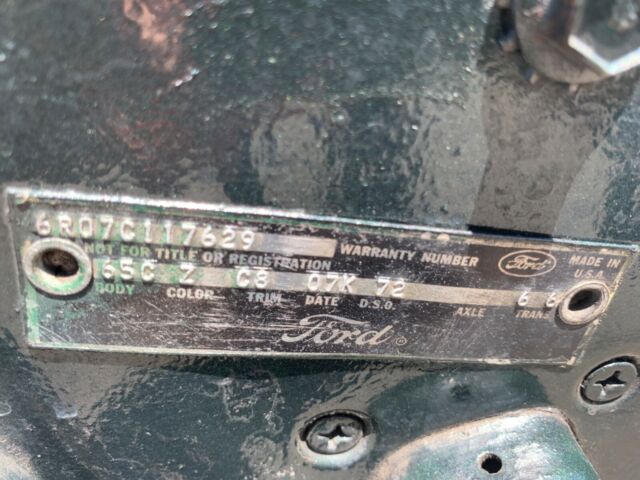 6R07C117629
NOT FOR TITLE OR REGISTRATION WARRANTY NUMBER Ford MADE IN U.S.A.
65C Z C3 07K 72 6 6
BODY COLOR TRIM DATE D.S.O. AXLE TRANS.
Ford ®